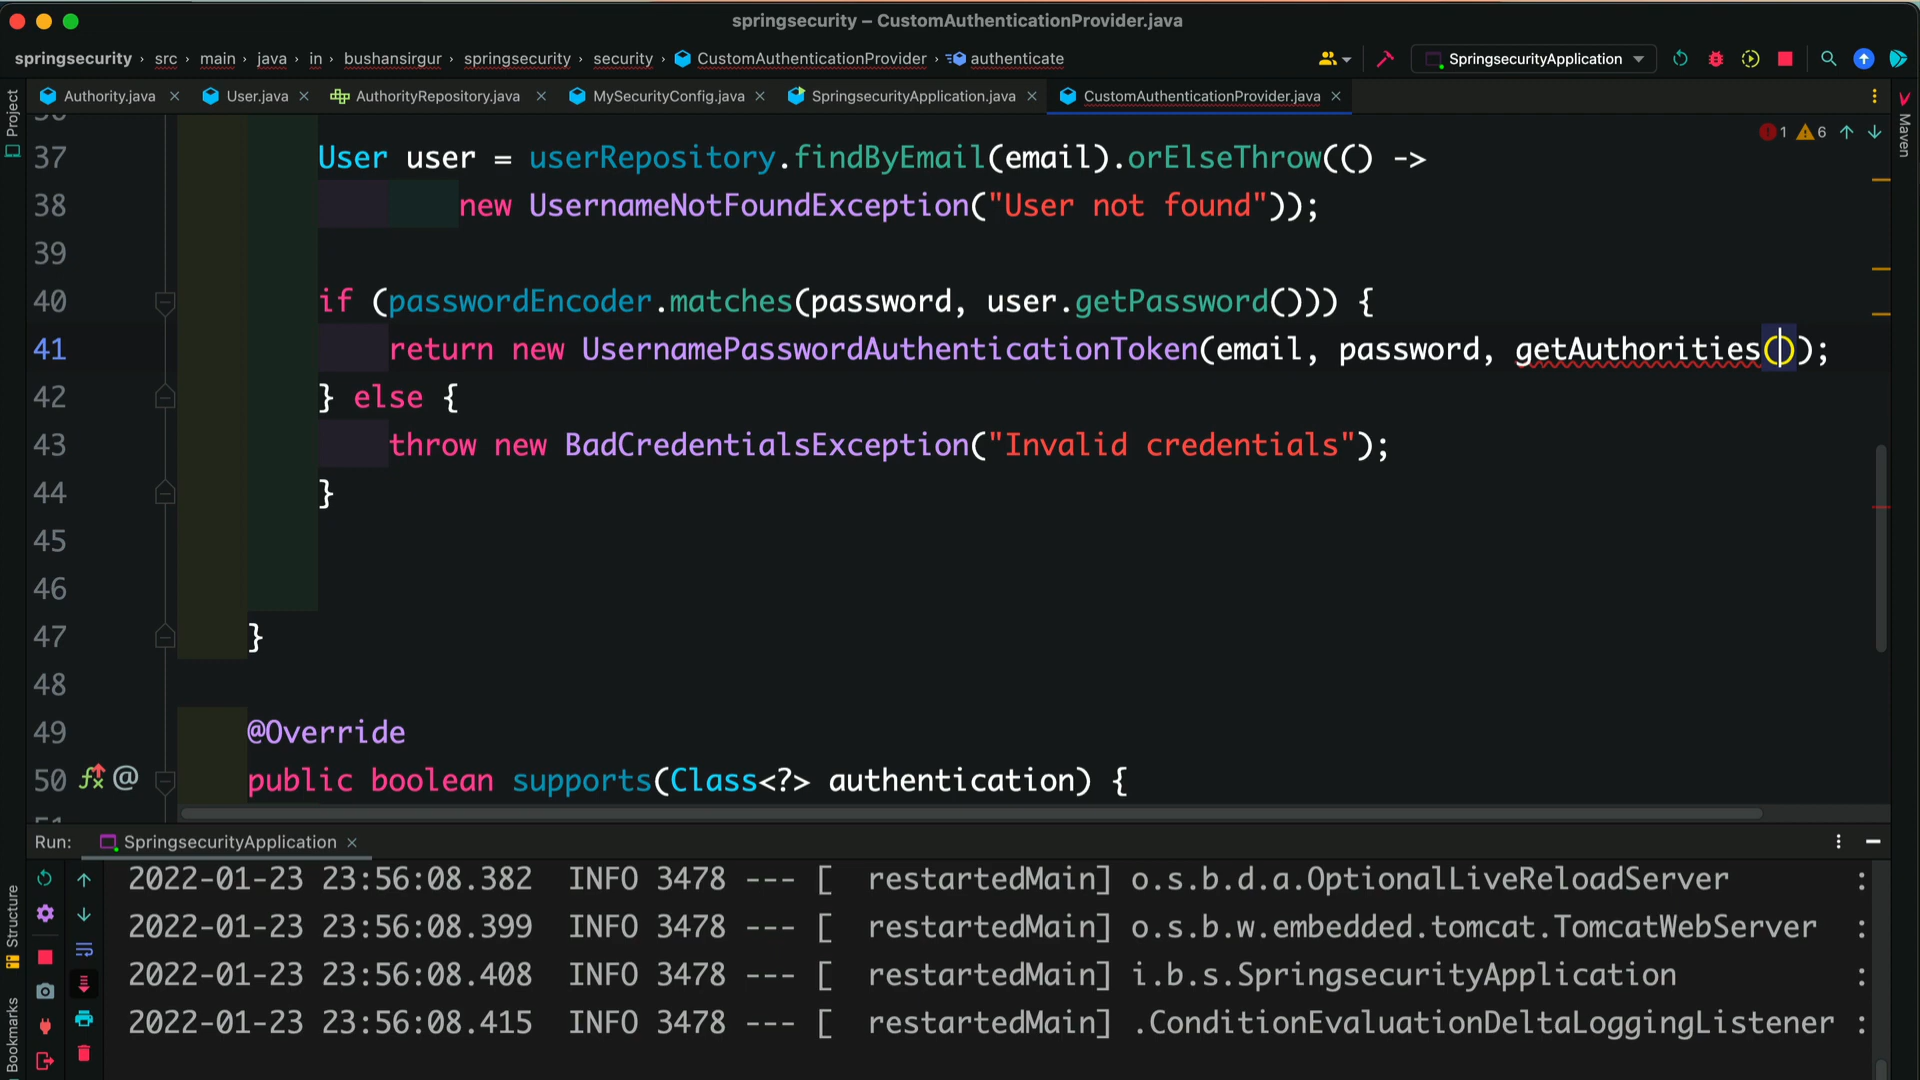 springsecurity – CustomAuthenticationProvider.java
springsecurity › src › main › java › in › bushansirgur › springsecurity › security › CustomAuthenticationProvider › authenticate
SpringsecurityApplication
Authority.java User.java AuthorityRepository.java MySecurityConfig.java SpringsecurityApplication.java CustomAuthenticationProvider.java
Project
Maven
1 6
37 User user = userRepository.findByEmail(email).orElseThrow(() ->
38 new UsernameNotFoundException("User not found"));
39
40 if (passwordEncoder.matches(password, user.getPassword())) {
41 return new UsernamePasswordAuthenticationToken(email, password, getAuthorities());
42 } else {
43 throw new BadCredentialsException("Invalid credentials");
44 }
45
46
47 }
48
49 @Override
50 public boolean supports(Class<?> authentication) {
Run: SpringsecurityApplication
2022-01-23 23:56:08.382 INFO 3478 --- [ restartedMain] o.s.b.d.a.OptionalLiveReloadServer :
2022-01-23 23:56:08.399 INFO 3478 --- [ restartedMain] o.s.b.w.embedded.tomcat.TomcatWebServer :
2022-01-23 23:56:08.408 INFO 3478 --- [ restartedMain] i.b.s.SpringsecurityApplication :
2022-01-23 23:56:08.415 INFO 3478 --- [ restartedMain] .ConditionEvaluationDeltaLoggingListener :
Structure
Bookmarks